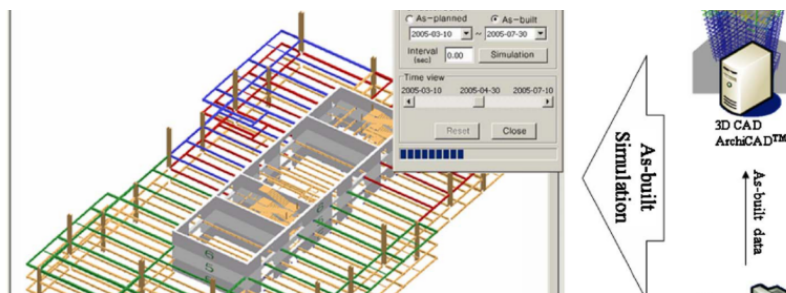 As-planned As-built
2005-03-10 ~ 2005-07-30
Interval (sec) 0.00 Simulation
Time view
2005-03-10 2005-04-30 2005-07-10
Reset Close
As-built
Simulation
3D CAD
ArchiCAD™
As-built data